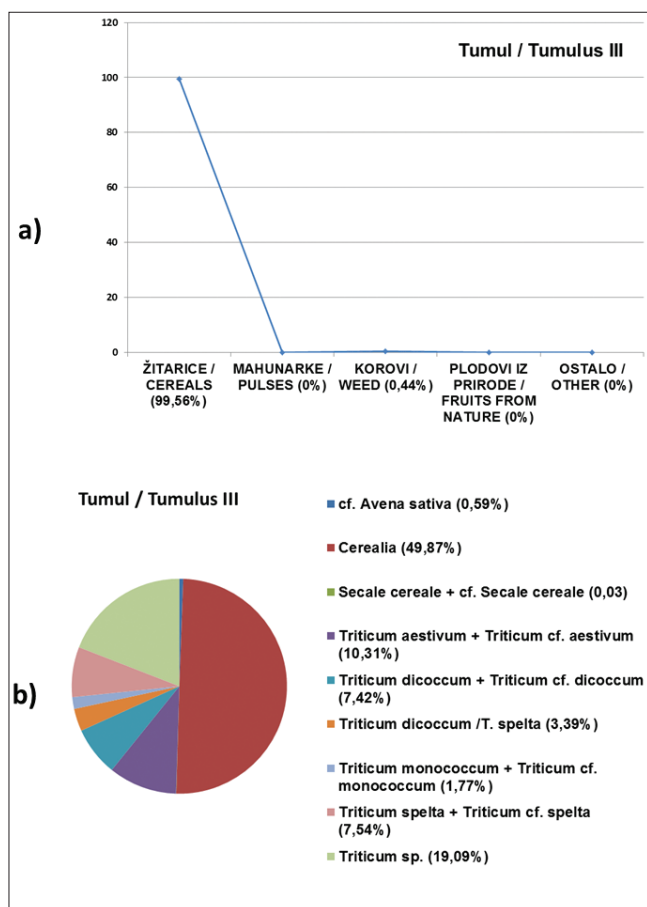 Tumul / Tumulus III
120
100
80
60
40
20
0
a)
ŽITARICE /
CEREALS
(99,56%)
MAHUNARKE /
PULSES (0%)
KOROVI /
WEED (0,44%)
PLODOVI IZ
PRIRODE /
FRUITS FROM
NATURE (0%)
OSTALO /
OTHER (0%)
Tumul / Tumulus III
b)
cf. Avena sativa (0,59%)
Cerealia (49,87%)
Secale cereale + cf. Secale cereale (0,03)
Triticum aestivum + Triticum cf. aestivum
(10,31%)
Triticum dicoccum + Triticum cf. dicoccum
(7,42%)
Triticum dicoccum /T. spelta (3,39%)
Triticum monococcum + Triticum cf.
monococcum (1,77%)
Triticum spelta + Triticum cf. spelta
(7,54%)
Triticum sp. (19,09%)